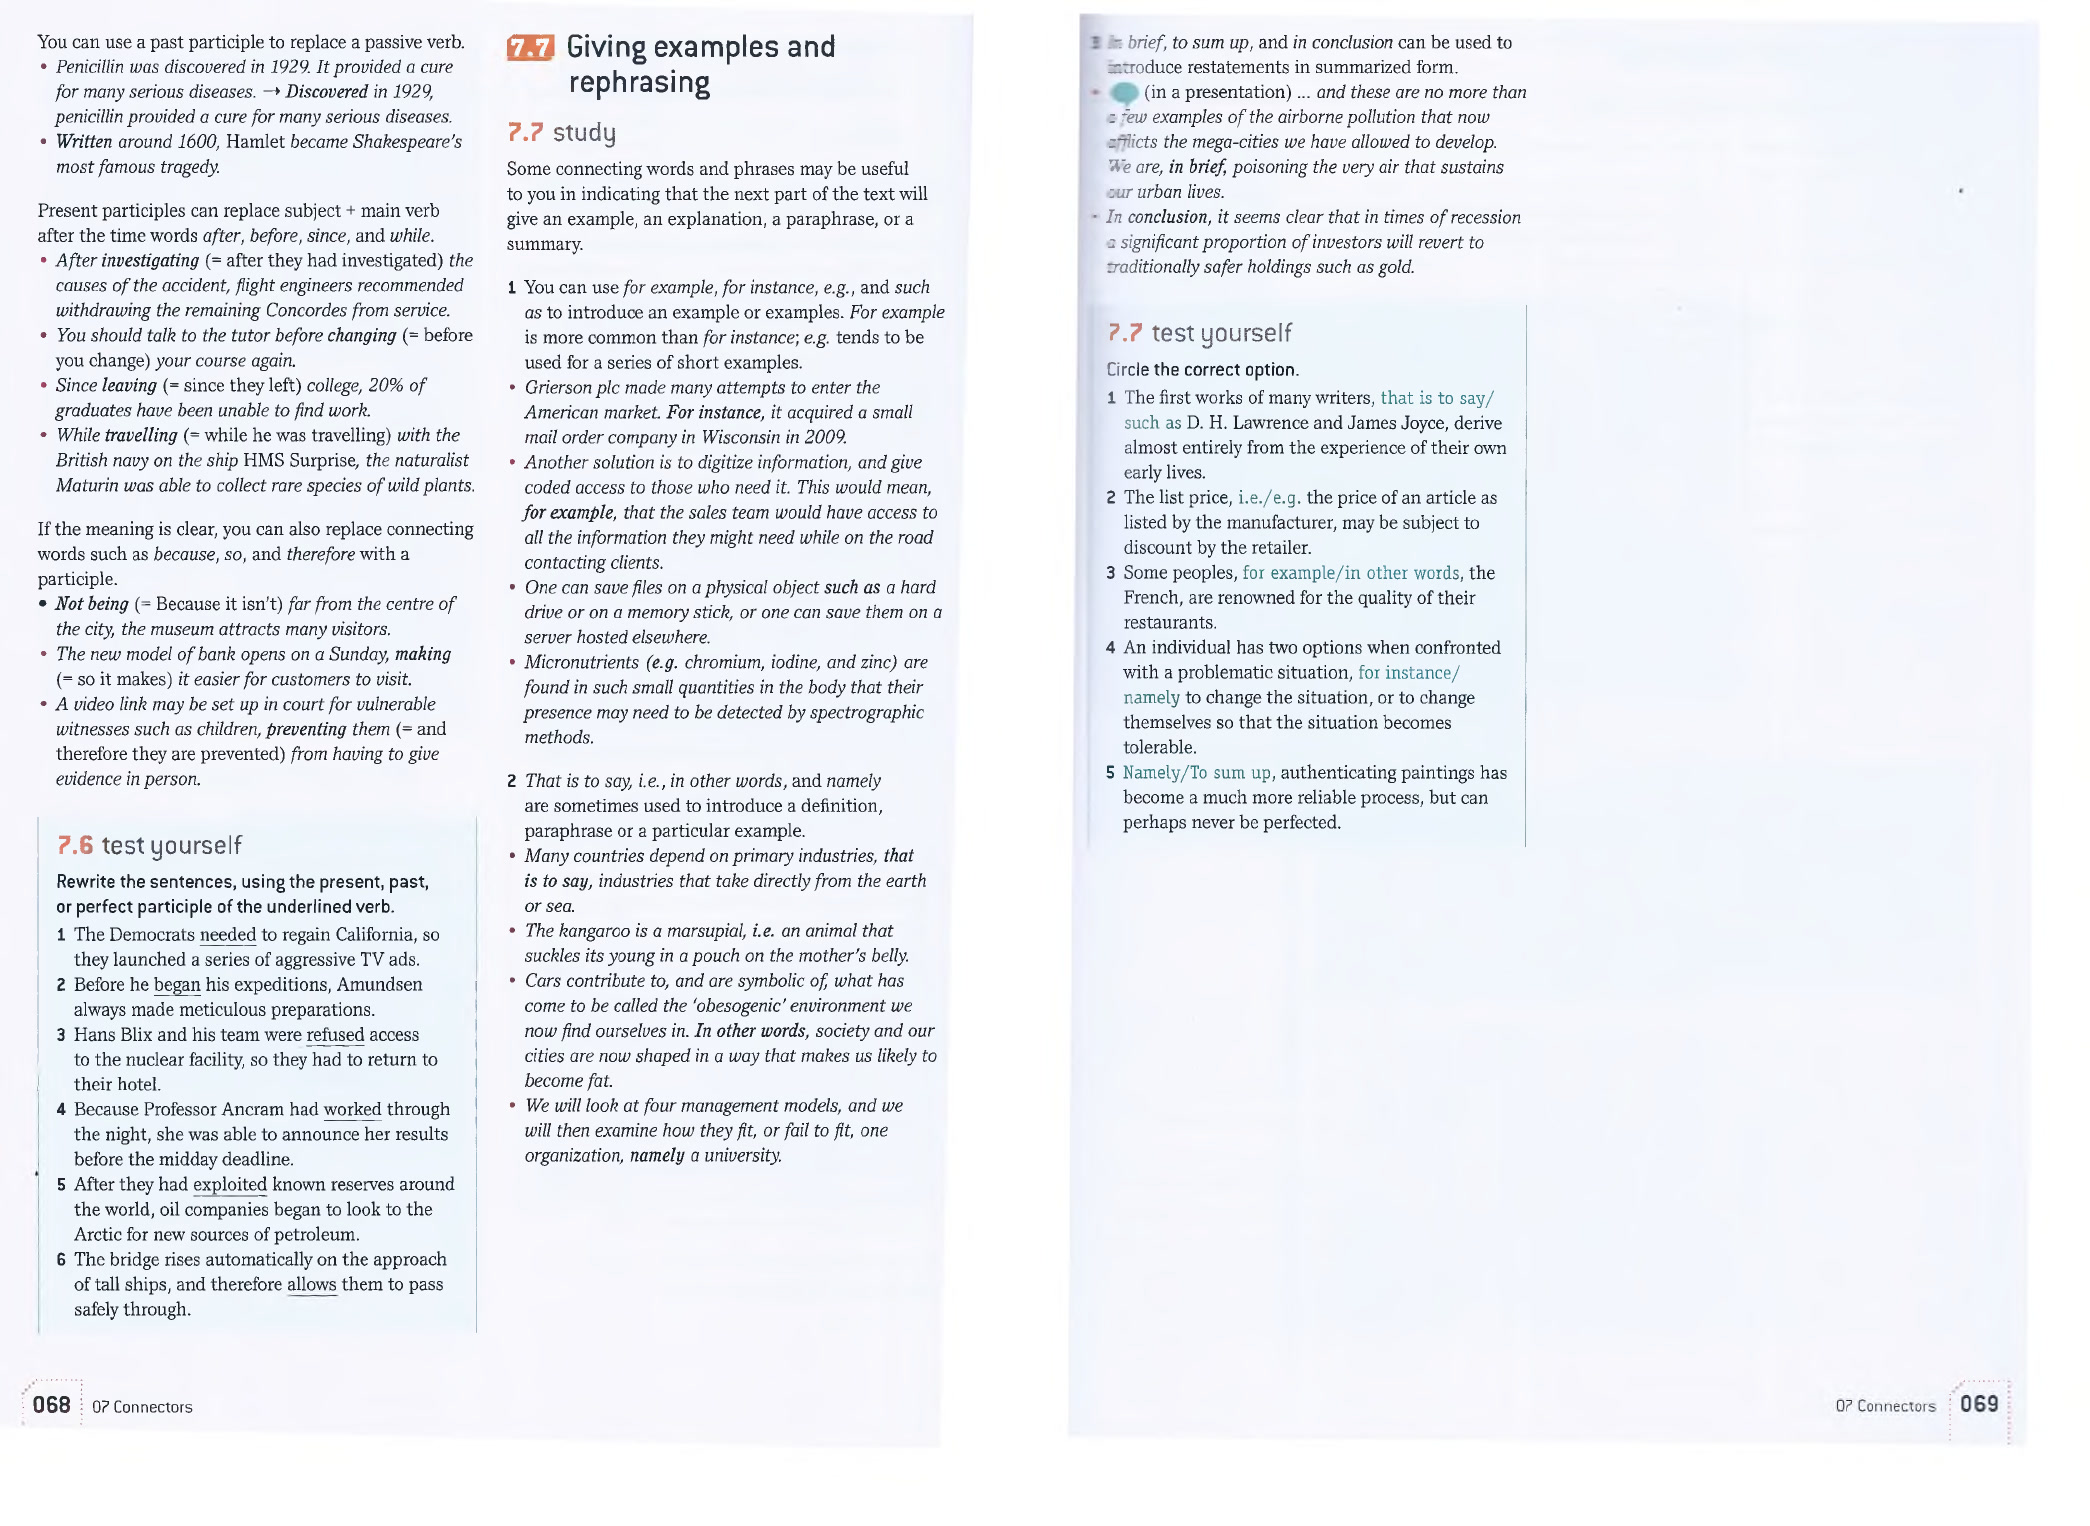 You can use a past participle to replace a passive verb.
• Penicillin was discovered in 1929. It provided a cure
for many serious diseases. → Discovered in 1929,
penicillin provided a cure for many serious diseases.
• Written around 1600, Hamlet became Shakespeare's
most famous tragedy.
Present participles can replace subject + main verb
after the time words after, before, since, and while.
• After investigating (= after they had investigated) the
causes of the accident, flight engineers recommended
withdrawing the remaining Concordes from service.
• You should talk to the tutor before changing (= before
you change) your course again.
• Since leaving (= since they left) college, 20% of
graduates have been unable to find work.
• While travelling (= while he was travelling) with the
British navy on the ship HMS Surprise, the naturalist
Maturin was able to collect rare species of wild plants.
If the meaning is clear, you can also replace connecting
words such as because, so, and therefore with a
participle.
• Not being (= Because it isn't) far from the centre of
the city, the museum attracts many visitors.
• The new model of bank opens on a Sunday, making
(= so it makes) it easier for customers to visit.
• A video link may be set up in court for vulnerable
witnesses such as children, preventing them (= and
therefore they are prevented) from having to give
evidence in person.
7.6 test yourself
Rewrite the sentences, using the present, past,
or perfect participle of the underlined verb.
1 The Democrats needed to regain California, so
they launched a series of aggressive TV ads.
2 Before he began his expeditions, Amundsen
always made meticulous preparations.
3 Hans Blix and his team were refused access
to the nuclear facility, so they had to return to
their hotel.
4 Because Professor Ancram had worked through
the night, she was able to announce her results
before the midday deadline.
5 After they had exploited known reserves around
the world, oil companies began to look to the
Arctic for new sources of petroleum.
6 The bridge rises automatically on the approach
of tall ships, and therefore allows them to pass
safely through.
068 07 Connectors
7.7 Giving examples and
rephrasing
7.7 study
Some connecting words and phrases may be useful
to you in indicating that the next part of the text will
give an example, an explanation, a paraphrase, or a
summary.
1 You can use for example, for instance, e.g., and such
as to introduce an example or examples. For example
is more common than for instance; e.g. tends to be
used for a series of short examples.
• Grierson plc made many attempts to enter the
American market. For instance, it acquired a small
mail order company in Wisconsin in 2009.
• Another solution is to digitize information, and give
coded access to those who need it. This would mean,
for example, that the sales team would have access to
all the information they might need while on the road
contacting clients.
• One can save files on a physical object such as a hard
drive or on a memory stick, or one can save them on a
server hosted elsewhere.
• Micronutrients (e.g. chromium, iodine, and zinc) are
found in such small quantities in the body that their
presence may need to be detected by spectrographic
methods.
2 That is to say, i.e., in other words, and namely
are sometimes used to introduce a definition,
paraphrase or a particular example.
• Many countries depend on primary industries, that
is to say, industries that take directly from the earth
or sea.
• The kangaroo is a marsupial, i.e. an animal that
suckles its young in a pouch on the mother's belly.
• Cars contribute to, and are symbolic of, what has
come to be called the 'obesogenic' environment we
now find ourselves in. In other words, society and our
cities are now shaped in a way that makes us likely to
become fat.
• We will look at four management models, and we
will then examine how they fit, or fail to fit, one
organization, namely a university.
3 In brief, to sum up, and in conclusion can be used to
introduce restatements in summarized form.
• (in a presentation) ... and these are no more than
a few examples of the airborne pollution that now
afflicts the mega-cities we have allowed to develop.
We are, in brief, poisoning the very air that sustains
our urban lives.
• In conclusion, it seems clear that in times of recession
a significant proportion of investors will revert to
traditionally safer holdings such as gold.
7.7 test yourself
Circle the correct option.
1 The first works of many writers, that is to say/
such as D. H. Lawrence and James Joyce, derive
almost entirely from the experience of their own
early lives.
2 The list price, i.e./e.g. the price of an article as
listed by the manufacturer, may be subject to
discount by the retailer.
3 Some peoples, for example/in other words, the
French, are renowned for the quality of their
restaurants.
4 An individual has two options when confronted
with a problematic situation, for instance/
namely to change the situation, or to change
themselves so that the situation becomes
tolerable.
5 Namely/To sum up, authenticating paintings has
become a much more reliable process, but can
perhaps never be perfected.
07 Connectors 069